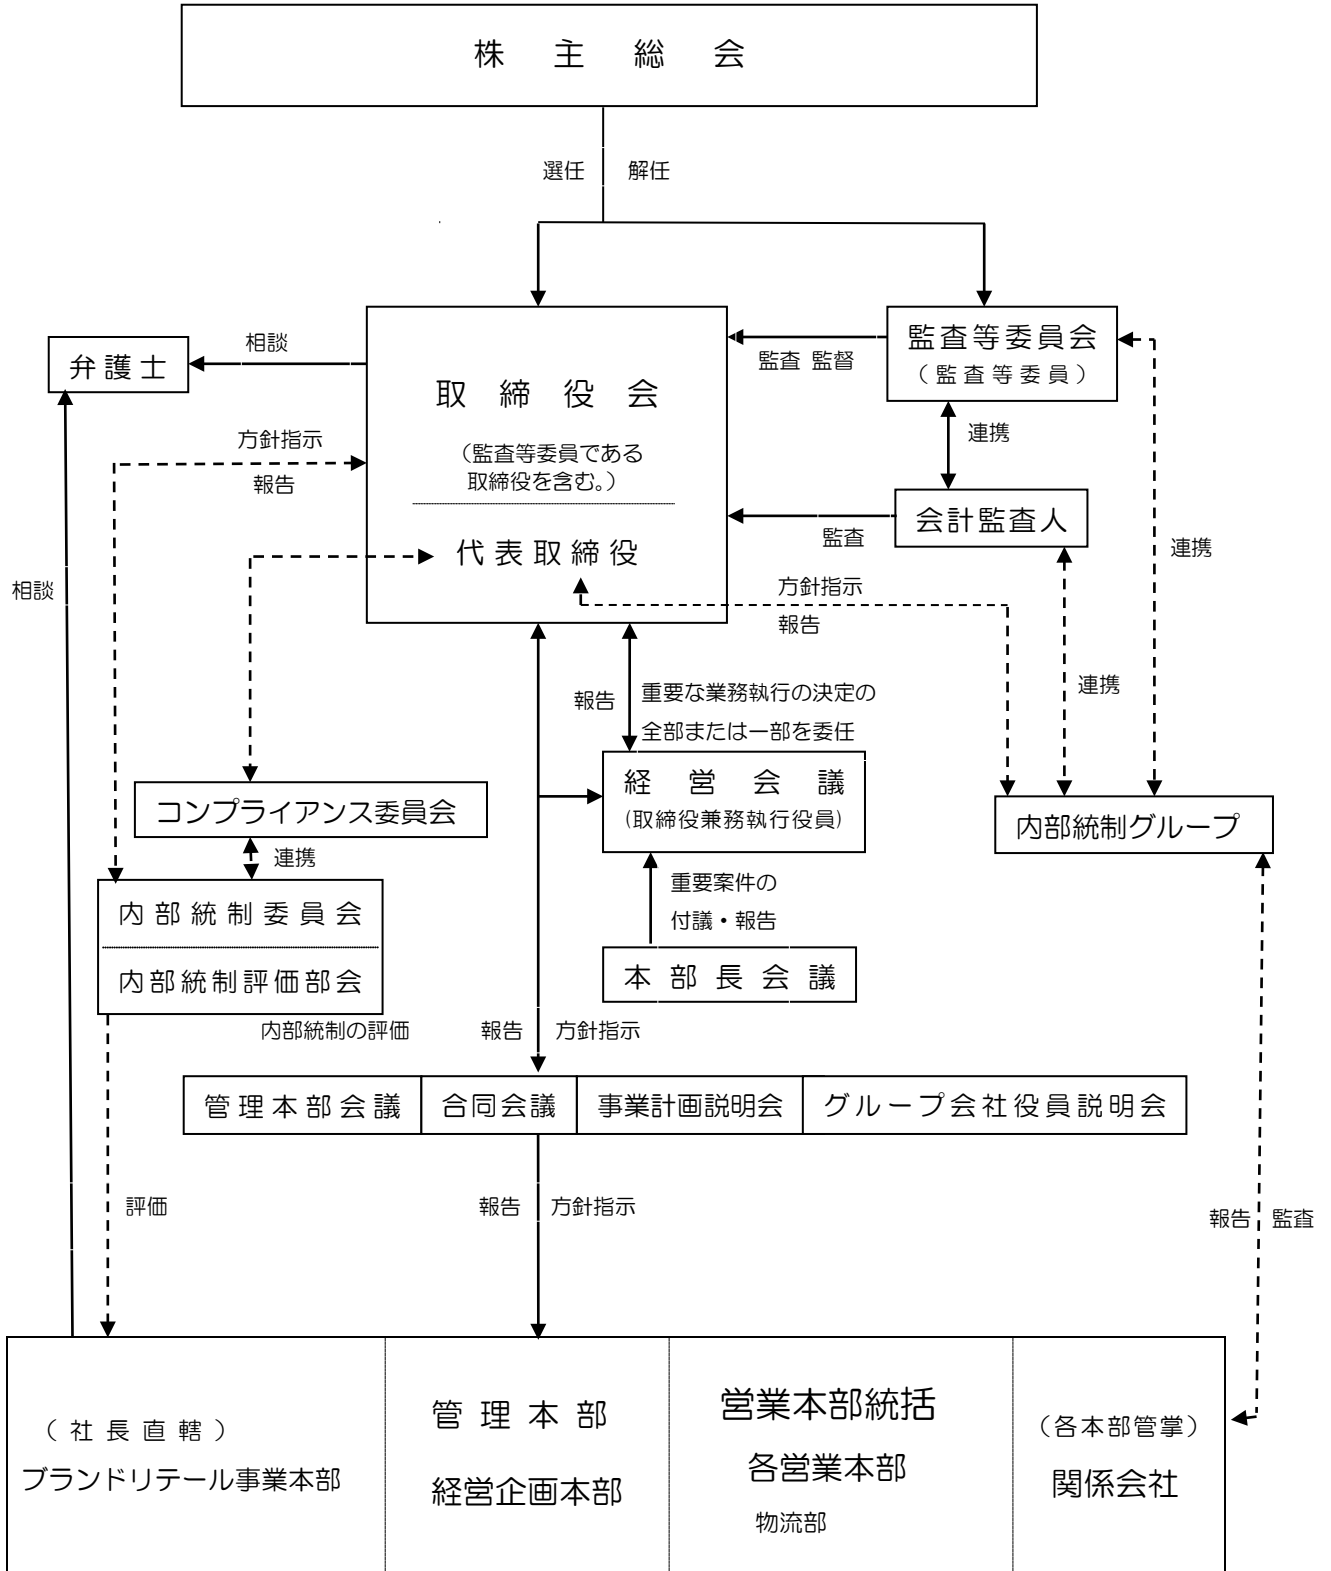 株主総会
選任 解任
弁護士
相談
取締役会
（監査等委員である
取締役を含む。）
代表取締役
監査 監督
監査等委員会
（監査等委員）
連携
方針指示
報告
監査
会計監査人
連携
相談
方針指示
報告
報告
重要な業務執行の決定の
全部または一部を委任
連携
コンプライアンス委員会
経営会議
(取締役兼務執行役員)
内部統制グループ
連携
内部統制委員会
内部統制評価部会
重要案件の
付議・報告
本部長会議
内部統制の評価
報告 方針指示
管理本部会議 合同会議 事業計画説明会 グループ会社役員説明会
評価
報告 方針指示
報告 監査
（社長直轄）
ブランドリテール事業本部
管理本部
経営企画本部
営業本部統括
各営業本部
物流部
（各本部管掌）
関係会社